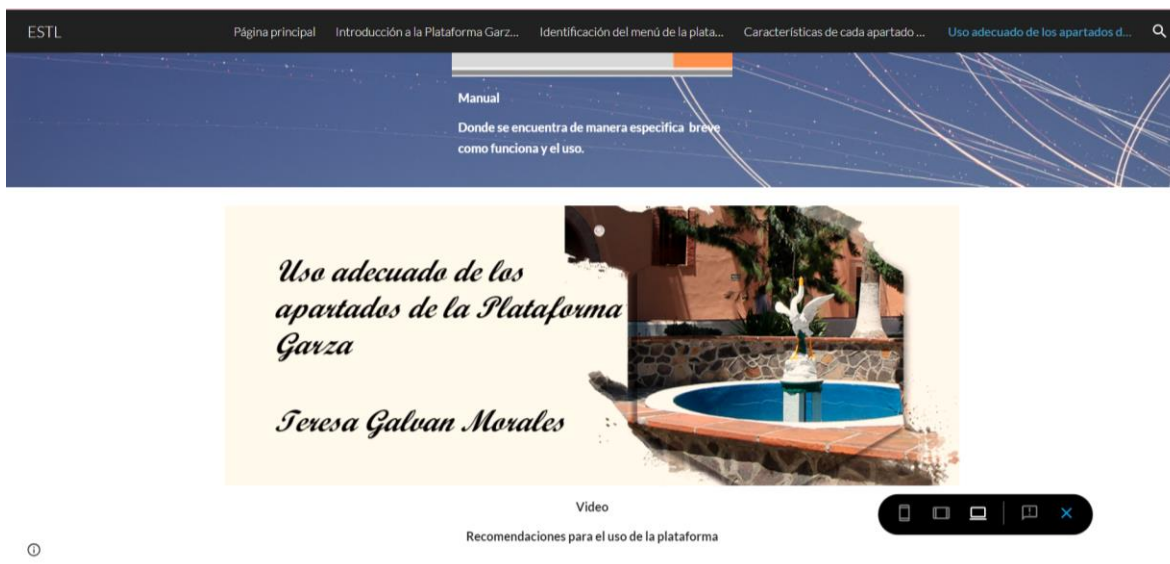 ESTL
Página principal
Introducción a la Plataforma Garz...
Identificación del menú de la plata...
Características de cada apartado ...
Uso adecuado de los apartados d...
Manual
Donde se encuentra de manera especifica breve
como funciona y el uso.
Uso adecuado de los
apartados de la Plataforma
Garza
Teresa Galvan Morales
Video
Recomendaciones para el uso de la plataforma